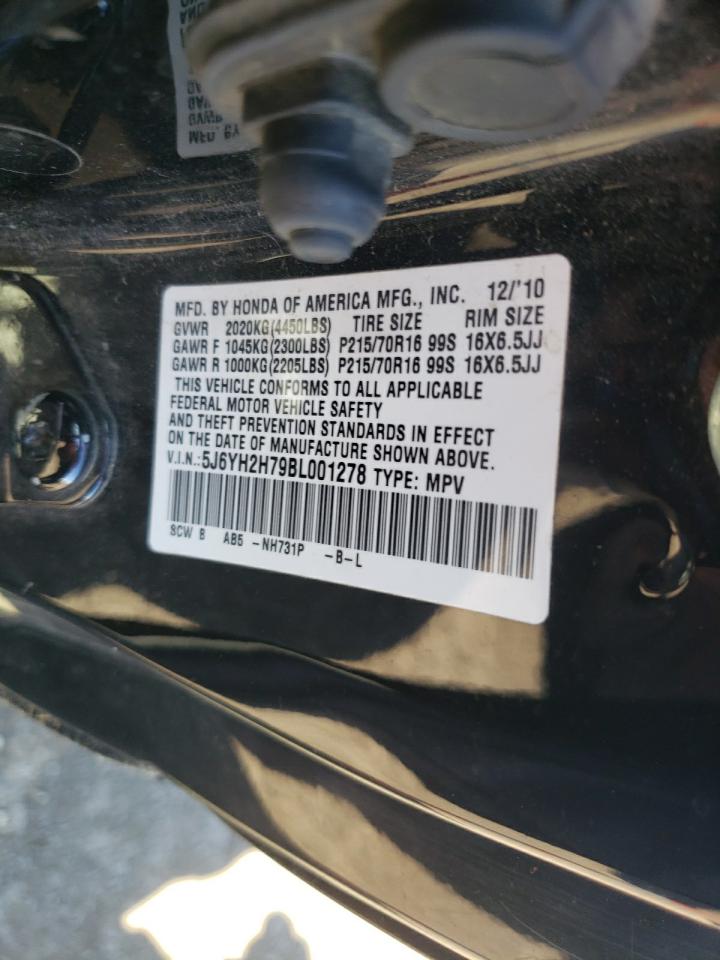 MFD. BY HONDA OF AMERICA MFG., INC. 12/'10
GVWR 2020KG(4450LBS) TIRE SIZE RIM SIZE
GAWR F 1045KG(2300LBS) P215/70R16 99S 16X6.5JJ
GAWR R 1000KG(2205LBS) P215/70R16 99S 16X6.5JJ
THIS VEHICLE CONFORMS TO ALL APPLICABLE
FEDERAL MOTOR VEHICLE SAFETY
AND THEFT PREVENTION STANDARDS IN EFFECT
ON THE DATE OF MANUFACTURE SHOWN ABOVE.
V.I.N.:5J6YH2H79BL001278 TYPE: MPV
SCW B AB5 -NH731P -B-L